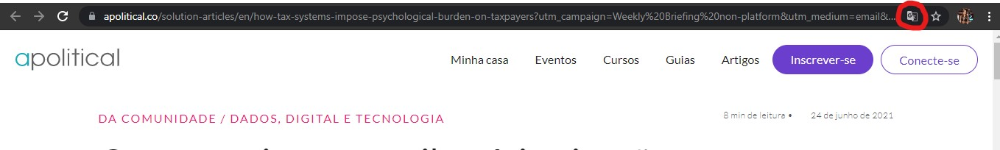 apolitical.co/solution-articles/en/how-tax-systems-impose-psychological-burden-on-taxpayers?utm_campaign=Weekly%20Briefing%20non-platform&utm_medium=email&...
apolitical
Minha casa Eventos Cursos Guias Artigos Inscrever-se Conecte-se
DA COMUNIDADE / DADOS, DIGITAL E TECNOLOGIA
8 min de leitura • 24 de junho de 2021